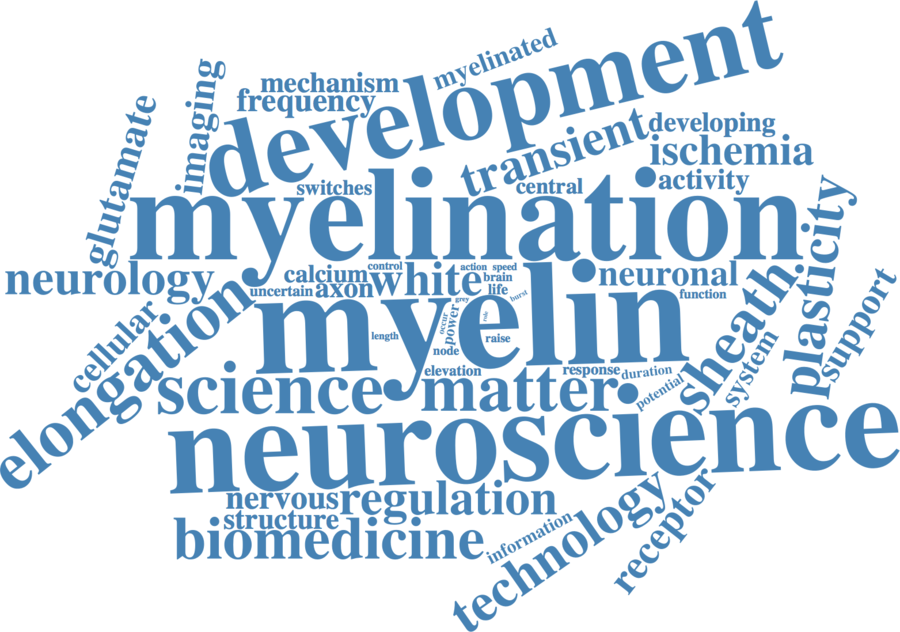 development
myelinated
mechanism
frequency
imaging
glutamate
transient
developing
ischemia
switches
central
activity
myelination
plasticity
neurology
calcium
control
white
action
speed
brain
neuronal
uncertain
axon
life
function
grey
burst
myelin
sheath
support
cellular
elongation
length
occur
power
role
raise
node
system
elevation
response
duration
science
matter
potential
neuroscience
nervous
regulation
structure
biomedicine
information
technology
receptor